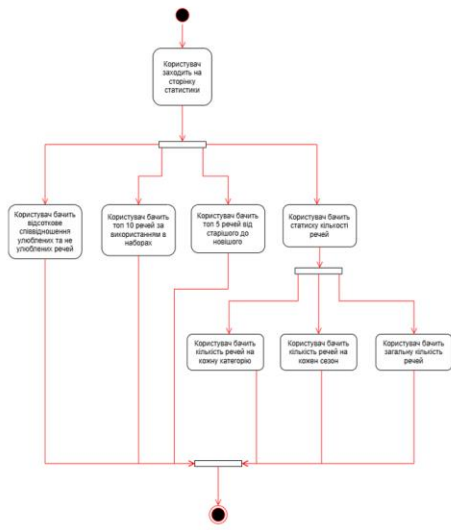 Користувач
заходить на
сторінку
статистики
Користувач бачить
відсоткове
співвідношення
улюблених та не
улюблених речей
Користувач бачить
топ 10 речей за
використанням в
наборах
Користувач бачить
топ 5 речей від
старішого до
новішого
Користувач бачить
статиску кількості
речей
Користувач бачить
кількість речей на
кожну категорію
Користувач бачить
кількість речей на
кожен сезон
Користувач бачить
загальну кількість
речей